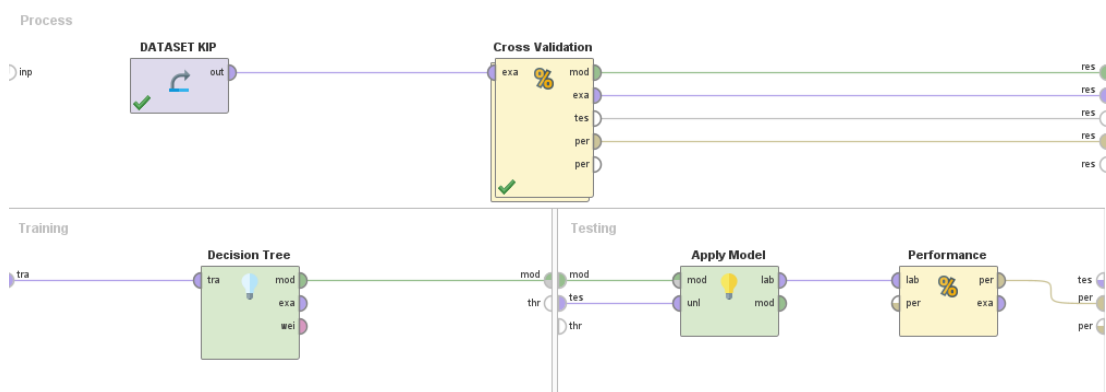 Process
DATASET KIP
Cross Validation
inp
out
exa
mod
res
exa
res
tes
res
per
res
per
res
Training
Testing
Decision Tree
Apply Model
Performance
tra
tra
mod
mod
mod
mod
lab
lab
per
tes
exa
thr
tes
unl
mod
per
exa
per
wei
thr
per